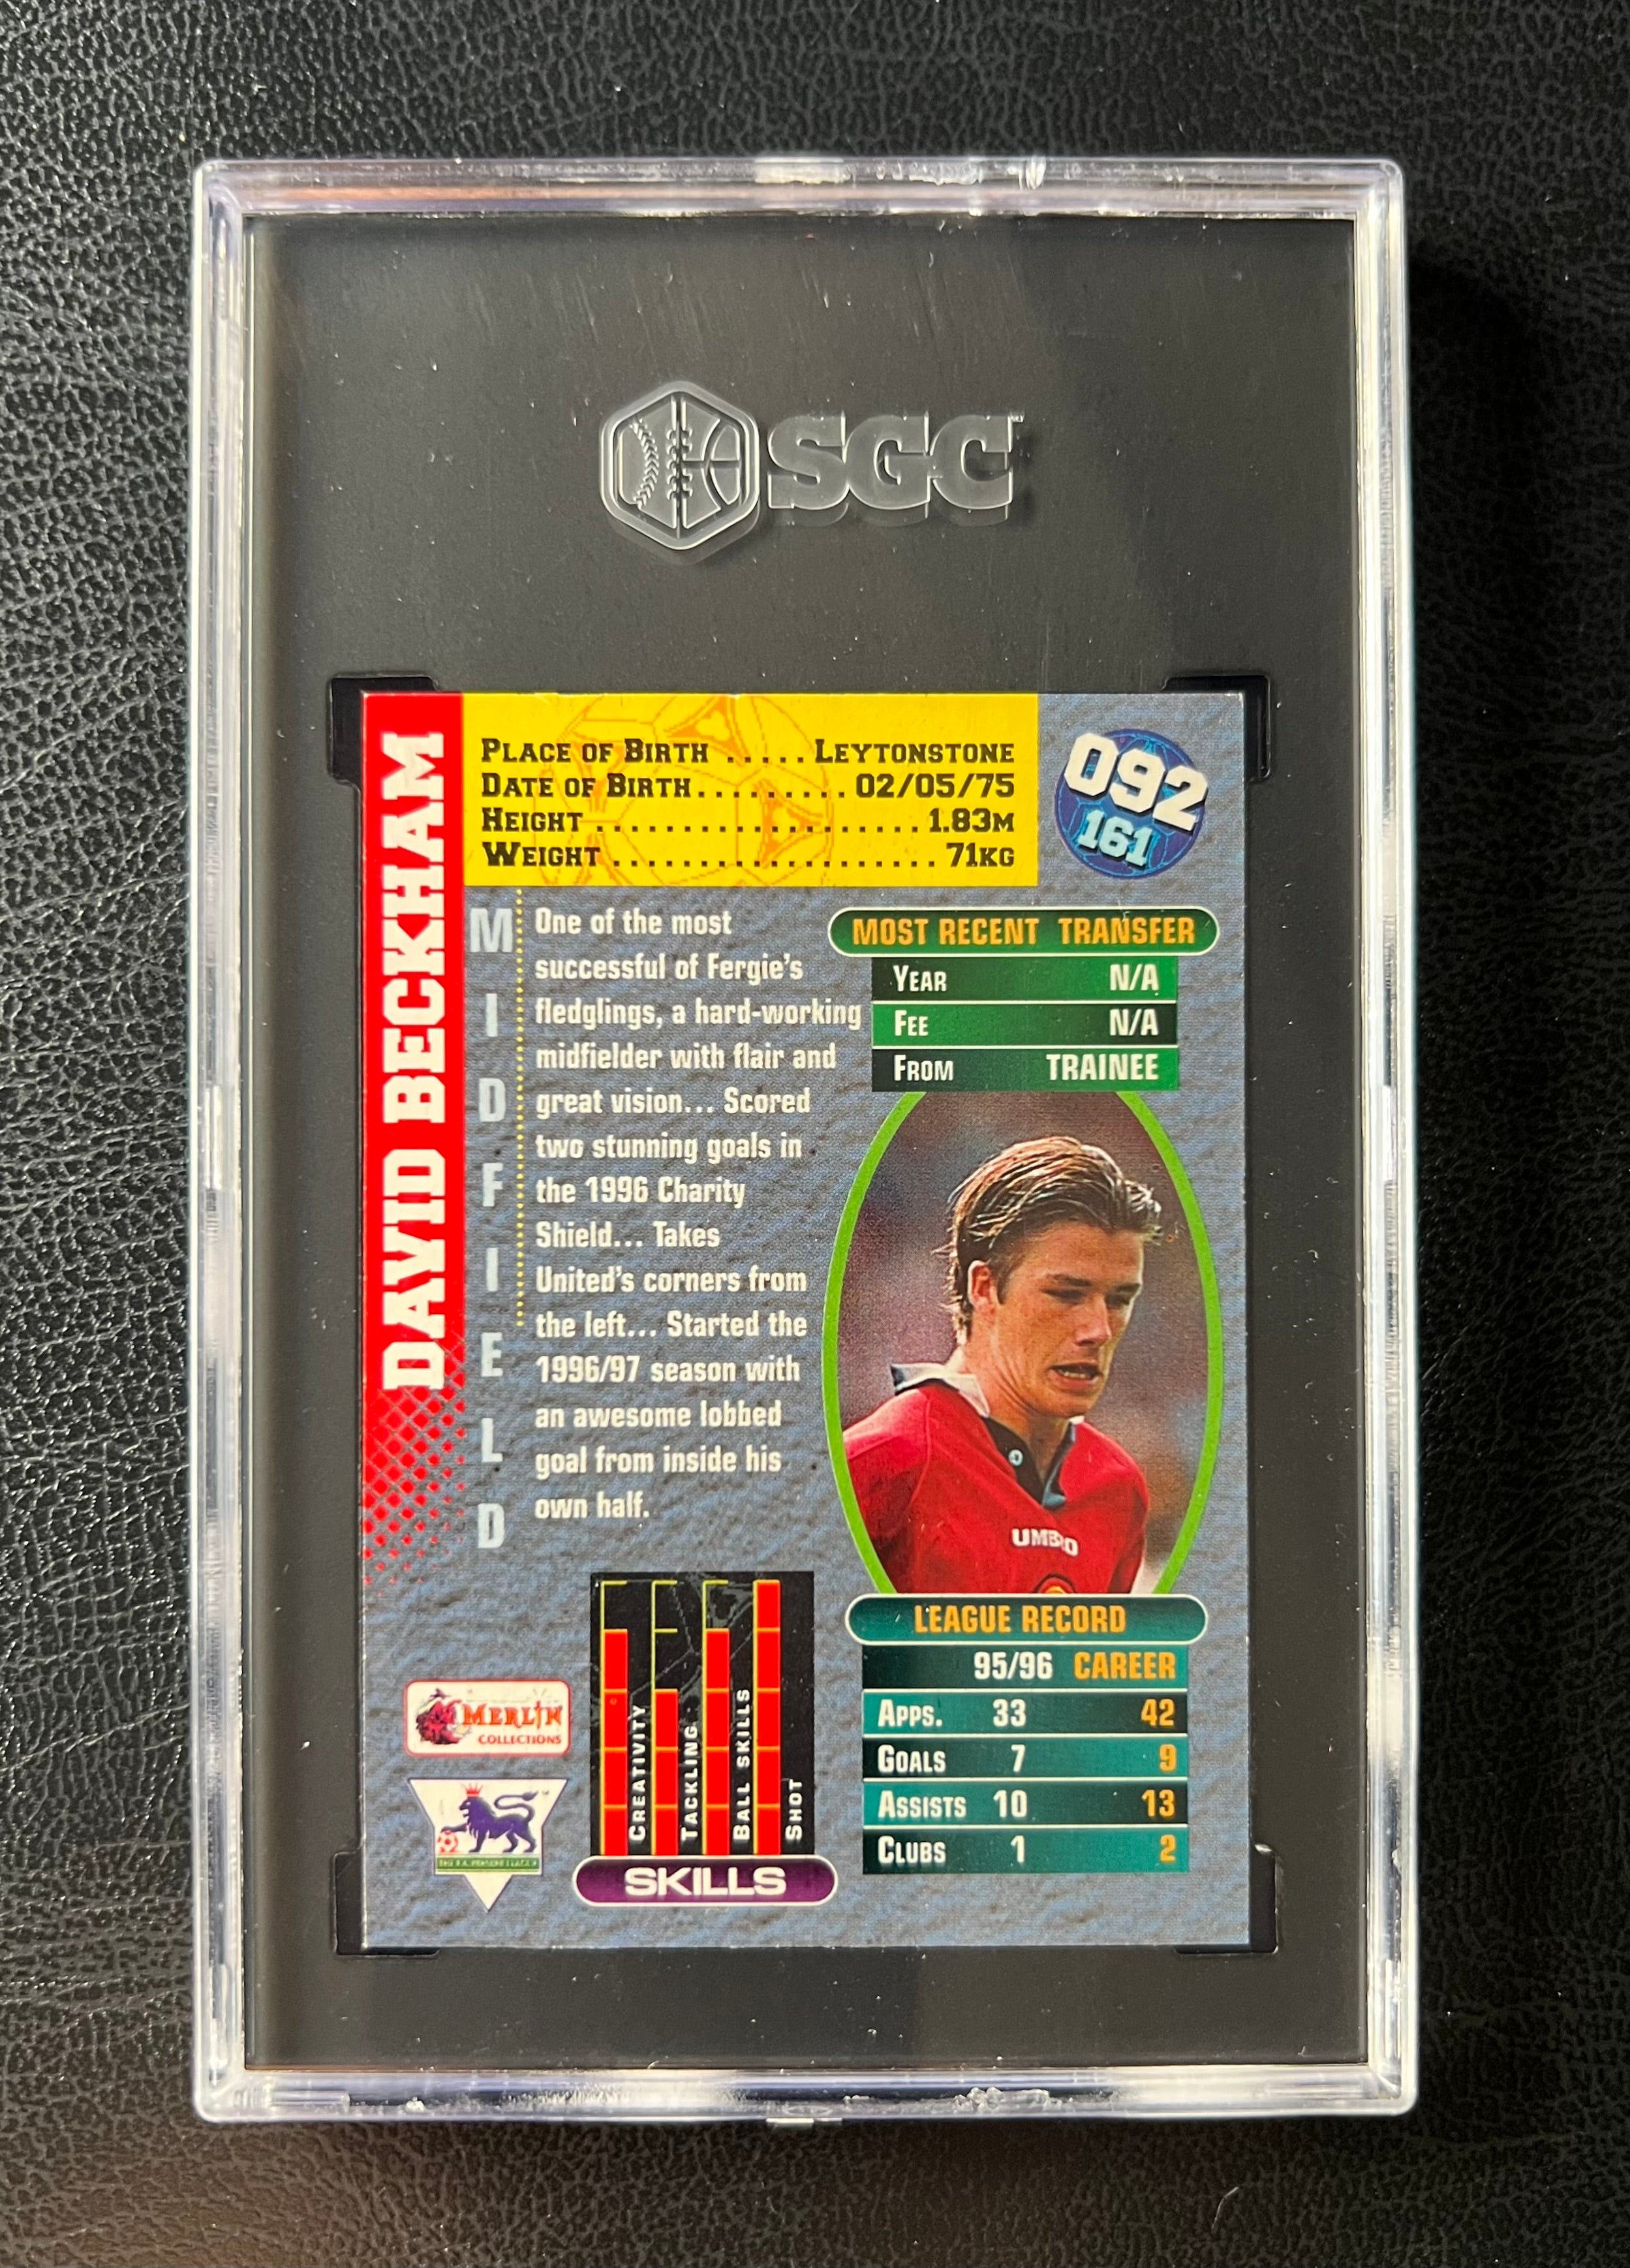 SGC
DAVID BECKHAM
PLACE OF BIRTH ..... LEYTONSTONE
DATE OF BIRTH ......... 02/05/75
HEIGHT ................... 1.83M
WEIGHT ................... 71KG
092
161
MIDFIELD
One of the most
successful of Fergie's
fledglings, a hard-working
midfielder with flair and
great vision... Scored
two stunning goals in
the 1996 Charity
Shield... Takes
United's corners from
the left... Started the
1996/97 season with
an awesome lobbed
goal from inside his
own half.
MOST RECENT TRANSFER
YEAR N/A
FEE N/A
FROM TRAINEE
UMBRO
LEAGUE RECORD
95/96 CAREER
APPS. 33 42
GOALS 7 9
ASSISTS 10 13
CLUBS 1 2
CREATIVITY
TACKLING
BALL SKILLS
SHOT
SKILLS
MERLIN
COLLECTIONS